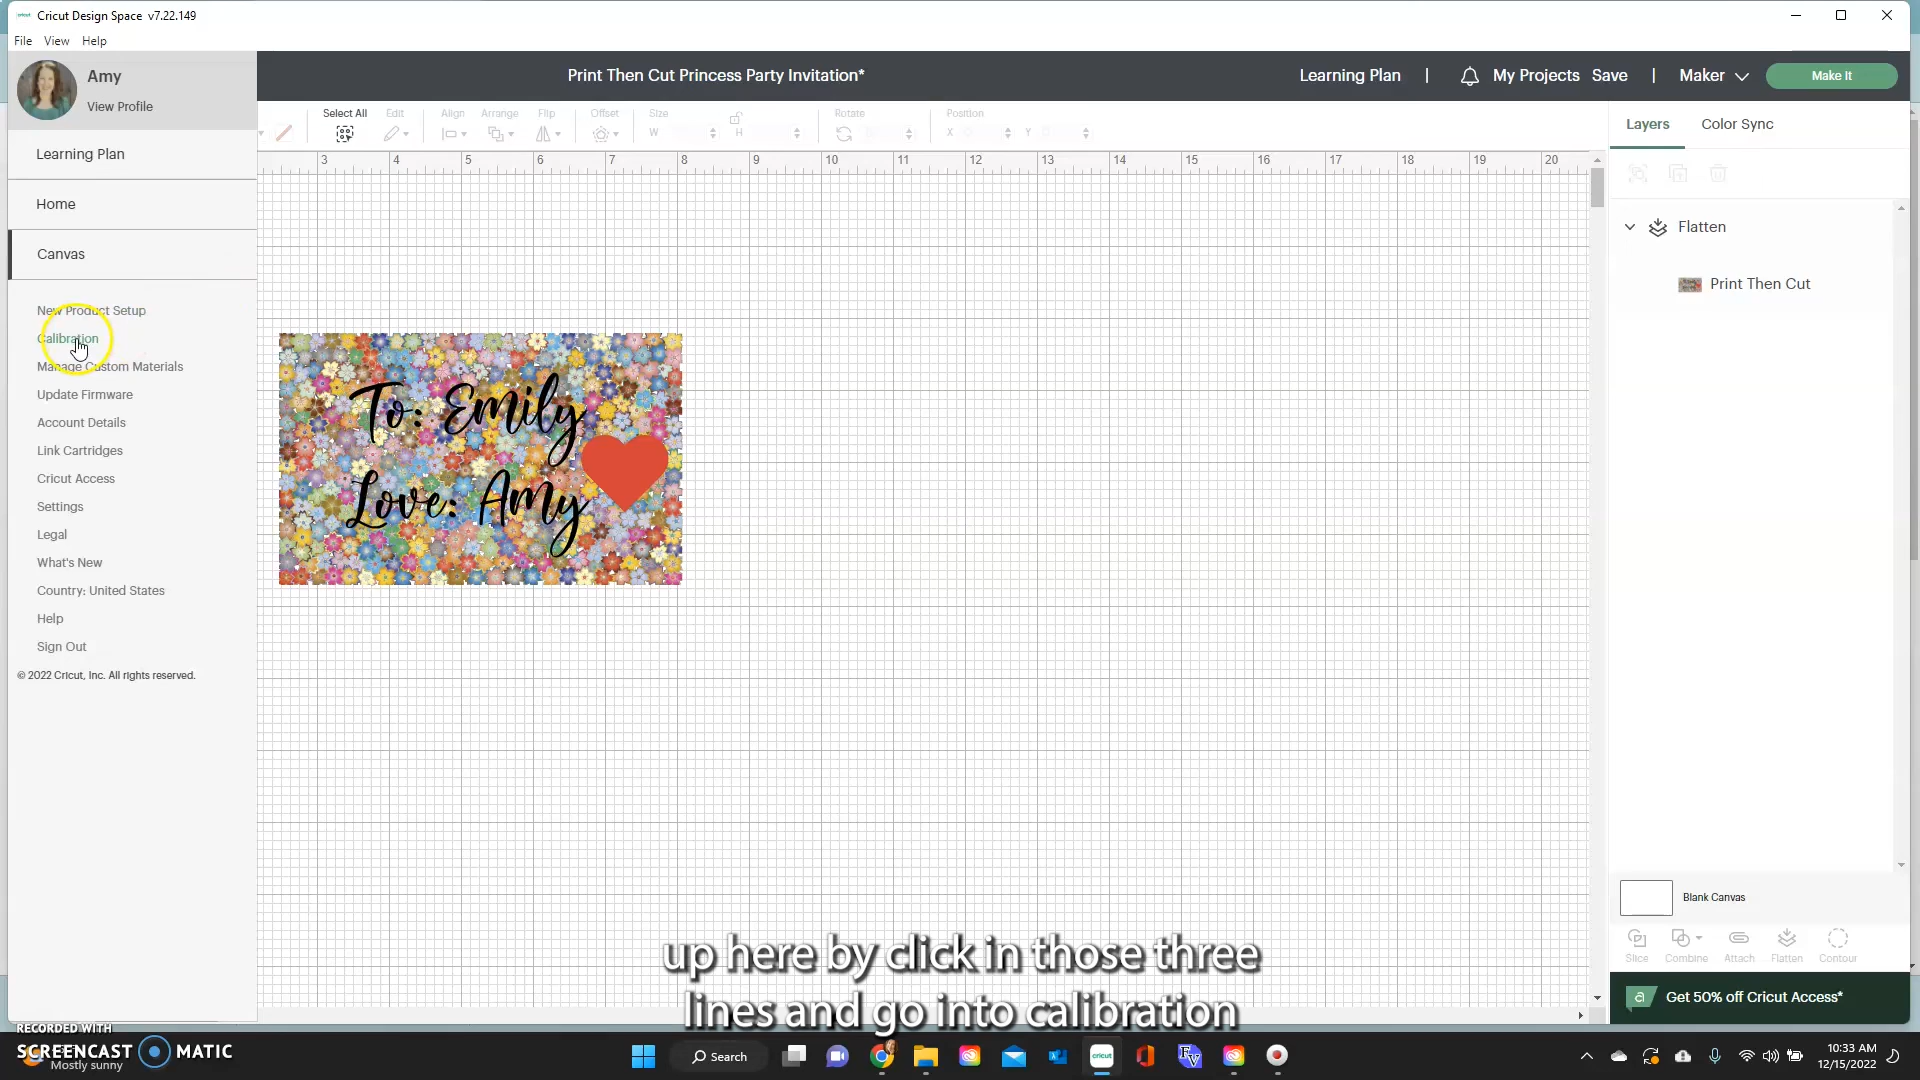 cricut Cricut Design Space v7.22.149
File View Help
Amy
View Profile
Print Then Cut Princess Party Invitation*
Learning Plan | My Projects Save | Maker Make It
Select All Edit Align Arrange Flip Offset Size Rotate Position
W H X 0 Y 0
Layers Color Sync
3 4 5 6 7 8 9 10 11 12 13 14 15 16 17 18 19 20
Learning Plan
Home
Canvas
New Product Setup
Calibration
Manage Custom Materials
Update Firmware
Account Details
Link Cartridges
Cricut Access
Settings
Legal
What's New
Country: United States
Help
Sign Out
© 2022 Cricut, Inc. All rights reserved.
To: Emily
Love: Amy
Flatten
Print Then Cut
Blank Canvas
Slice Combine Attach Flatten Contour
a Get 50% off Cricut Access*
up here by click in those three
lines and go into calibration
RECORDED WITH
SCREENCAST MATIC
Mostly sunny
Search
cricut
FV
10:33 AM
12/15/2022